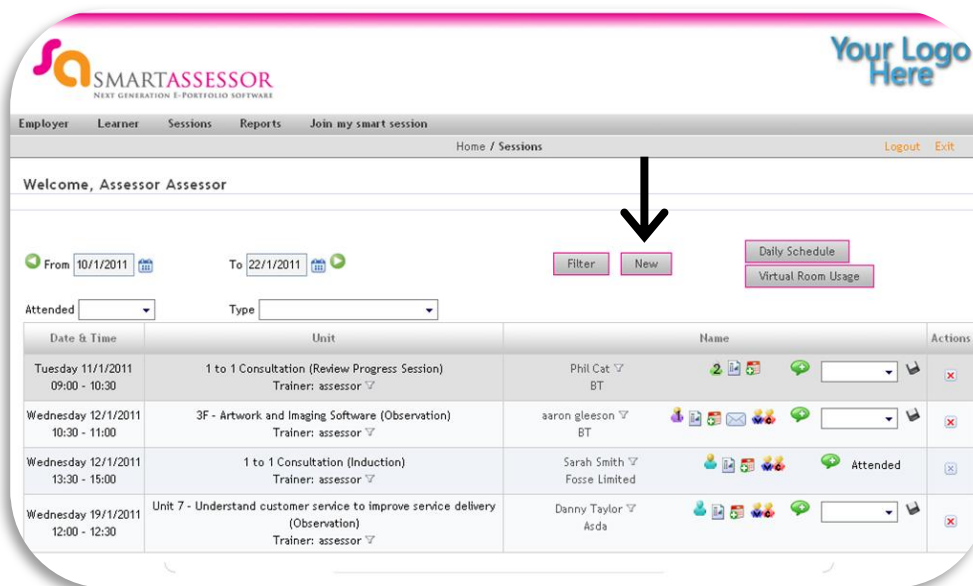 Your Logo
Here
SMARTASSESSOR
NEXT GENERATION E-PORTFOLIO SOFTWARE
Employer Learner Sessions Reports Join my smart session
Home / Sessions Logout Exit
Welcome, Assessor Assessor
From 10/1/2011 To 22/1/2011 Filter New Daily Schedule
Virtual Room Usage
Attended Type
Date & Time Unit Name Actions
Tuesday 11/1/2011 1 to 1 Consultation (Review Progress Session) Phil Cat 2
09:00 - 10:30 Trainer: assessor BT
Wednesday 12/1/2011 3F - Artwork and Imaging Software (Observation) aaron gleeson
10:30 - 11:00 Trainer: assessor BT
Wednesday 12/1/2011 1 to 1 Consultation (Induction) Sarah Smith Attended
13:30 - 15:00 Trainer: assessor Fosse Limited
Wednesday 19/1/2011 Unit 7 - Understand customer service to improve service delivery Danny Taylor
12:00 - 12:30 (Observation) Asda
Trainer: assessor